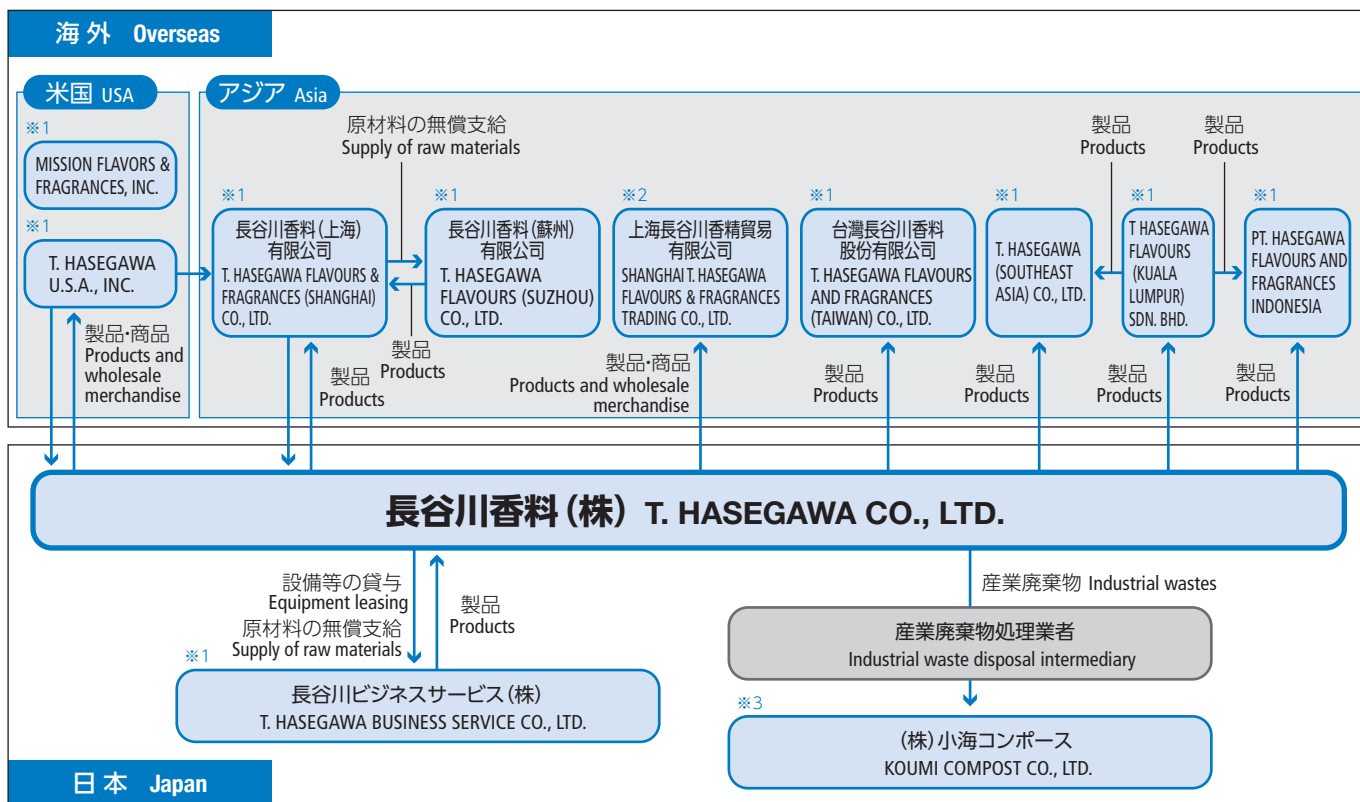 海外 Overseas
米国 USA
アジア Asia
※1
MISSION FLAVORS &
FRAGRANCES, INC.
※1
T. HASEGAWA
U.S.A., INC.
製品・商品
Products and
wholesale
merchandise
原材料の無償支給
Supply of raw materials
※1
長谷川香料(上海)
有限公司
T. HASEGAWA FLAVOURS &
FRAGRANCES (SHANGHAI)
CO., LTD.
※1
長谷川香料(蘇州)
有限公司
T. HASEGAWA
FLAVOURS (SUZHOU)
CO., LTD.
製品
Products
製品
Products
※2
上海長谷川香精貿易
有限公司
SHANGHAI T. HASEGAWA
FLAVOURS & FRAGRANCES
TRADING CO., LTD.
製品・商品
Products and wholesale
merchandise
※1
台灣長谷川香料
股份有限公司
T. HASEGAWA FLAVOURS
AND FRAGRANCES
(TAIWAN) CO., LTD.
製品
Products
製品
Products
製品
Products
※1
T. HASEGAWA
(SOUTHEAST
ASIA) CO., LTD.
※1
T HASEGAWA
FLAVOURS
(KUALA
LUMPUR)
SDN. BHD.
※1
PT. HASEGAWA
FLAVOURS AND
FRAGRANCES
INDONESIA
製品
Products
製品
Products
製品
Products
長谷川香料(株) T. HASEGAWA CO., LTD.
設備等の貸与
Equipment leasing
原材料の無償支給
Supply of raw materials
製品
Products
※1
長谷川ビジネスサービス(株)
T. HASEGAWA BUSINESS SERVICE CO., LTD.
産業廃棄物 Industrial wastes
産業廃棄物処理業者
Industrial waste disposal intermediary
※3
(株)小海コンポース
KOUMI COMPOST CO., LTD.
日本 Japan